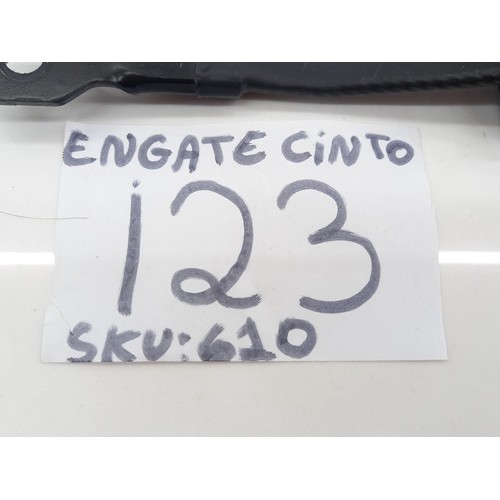 ENGATE CiNTO
123
SKU:610